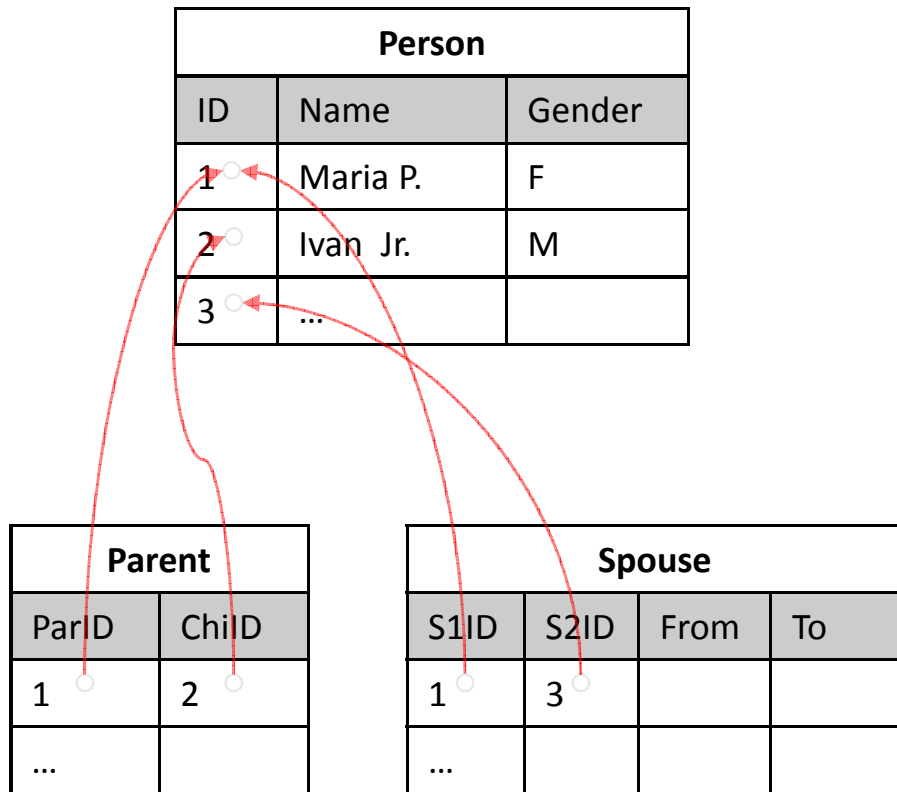 Person
ID Name Gender
1 Maria P. F
2 Ivan Jr. M
3 ...
Parent
ParID ChiID
1 2
...
Spouse
S1ID S2ID From To
1 3
...